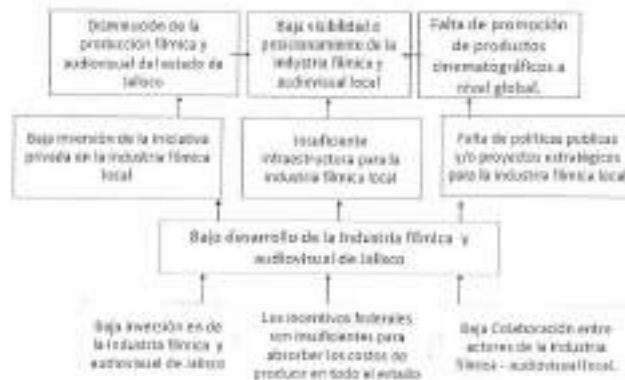 Disminución de la
producción fílmica y
audiovisual del estado de
Jalisco
Baja visibilidad o
posicionamiento de la
industria fílmica y
audiovisual local
Falta de promoción
de productos
cinematográficos a
nivel global.
Baja inversión de la iniciativa
privada en la industria fílmica
local
Insuficiente
infraestructura para la
industria fílmica local
Falta de políticas publicas
y/o proyectos estratégicos
para la industria fílmica local
Bajo desarrollo de la Industria fílmica y
audiovisual de Jalisco
Baja inversión en de
la industria fílmica y
audiovisual de Jalisco
Los incentivos federales
son insuficientes para
absorber los costos de
producir en todo el estado
Baja Colaboración entre
actores de la Industria
fílmica - audiovisual local.